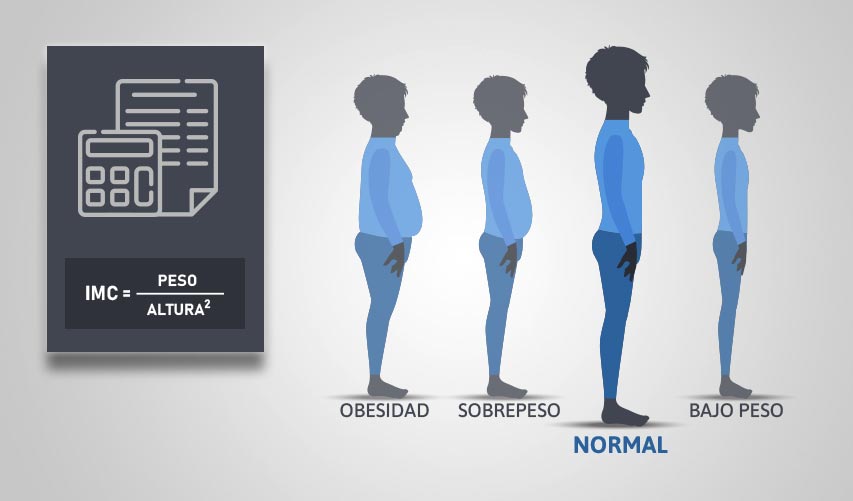 IMC = PESO / ALTURA²
OBESIDAD
SOBREPESO
NORMAL
BAJO PESO